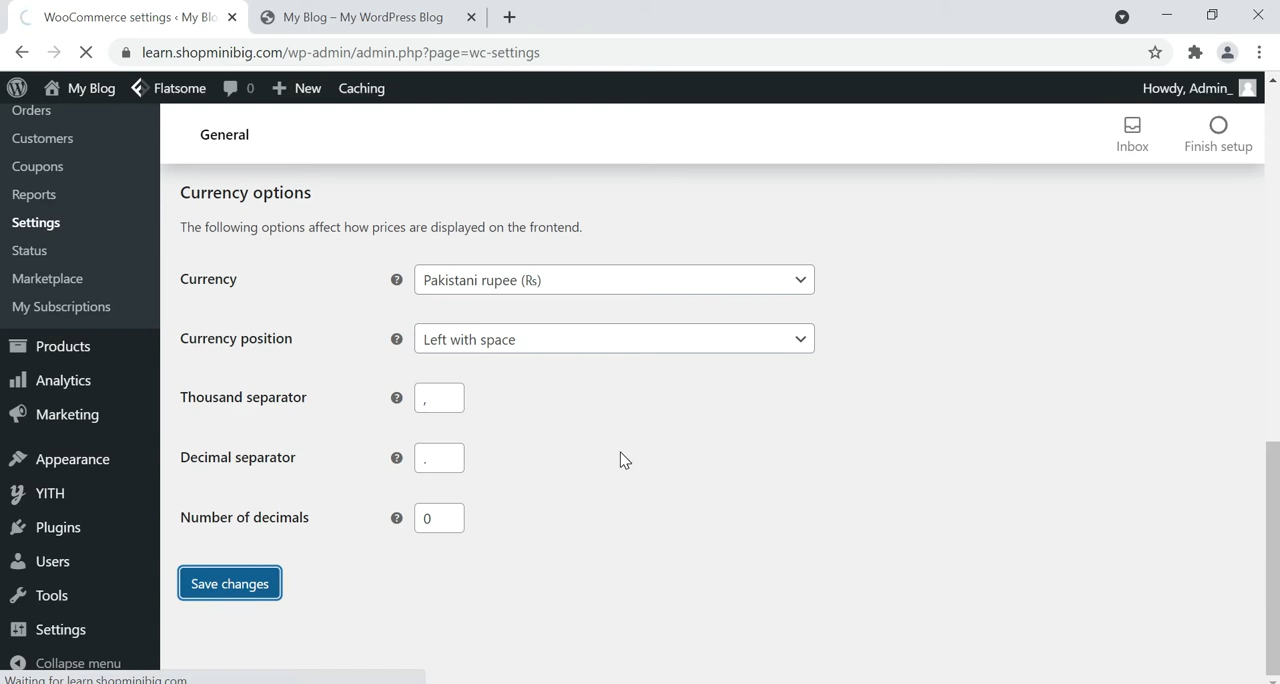 WooCommerce settings ‹ My Blo
My Blog – My WordPress Blog
learn.shopminibig.com/wp-admin/admin.php?page=wc-settings
My Blog
Flatsome
0
New
Caching
Howdy, Admin_
Orders
Customers
Coupons
Reports
Settings
Status
Marketplace
My Subscriptions
Products
Analytics
Marketing
Appearance
YITH
Plugins
Users
Tools
Settings
Collapse menu
General
Inbox
Finish setup
Currency options
The following options affect how prices are displayed on the frontend.
Currency
Pakistani rupee (₨)
Currency position
Left with space
Thousand separator
,
Decimal separator
.
Number of decimals
0
Save changes
Waiting for learn.shopminibig.com